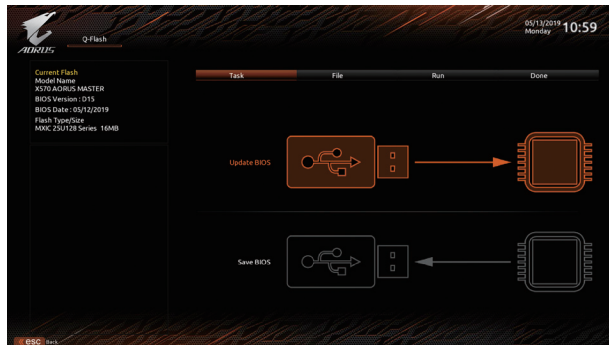 AORUS
Q-Flash
05/13/2019
Monday
10:59
Current Flash
Model Name
X570 AORUS MASTER
BIOS Version : D15
BIOS Date : 05/12/2019
Flash Type/Size
MXIC 25U128 Series 16MB
Task File Run Done
Update BIOS
Save BIOS
esc Back